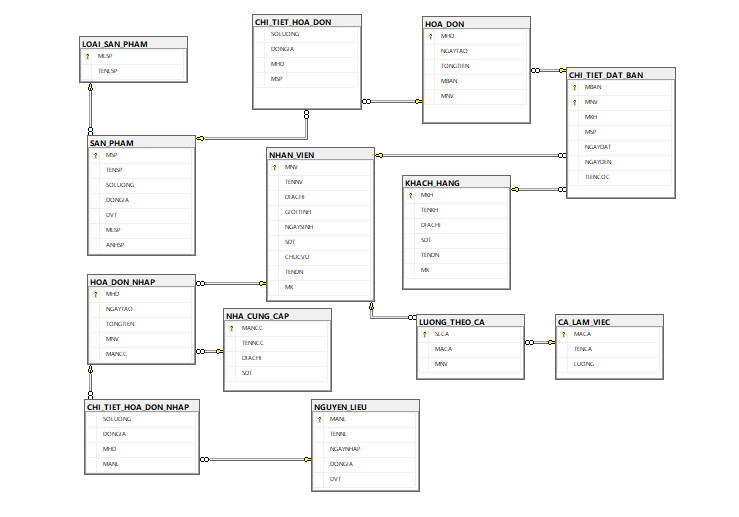 LOAI_SAN_PHAM
MLSP
TENLSP
CHI_TIET_HOA_DON
SOLUONG
DONGIA
MHD
MSP
HOA_DON
MHD
NGAYTAO
TONGTIEN
MBAN
MNV
CHI_TIET_DAT_BAN
MBAN
MNV
MKH
MSP
NGAYDAT
NGAYDEN
TIENCOC
SAN_PHAM
MSP
TENSP
SOLUONG
DONGIA
DVT
MLSP
ANHSP
NHAN_VIEN
MNV
TENNV
DIACHI
GIOITINH
NGAYSINH
SDT
CHUCVU
TENDN
MK
KHACH_HANG
MKH
TENKH
DIACHI
SDT
TENDN
MK
HOA_DON_NHAP
MHD
NGAYTAO
TONGTIEN
MNV
MANCC
NHA_CUNG_CAP
MANCC
TENNCC
DIACHI
SDT
LUONG_THEO_CA
SLCA
MACA
MNV
CA_LAM_VIEC
MACA
TENCA
LUONG
CHI_TIET_HOA_DON_NHAP
SOLUONG
DONGIA
MHD
MANL
NGUYEN_LIEU
MANL
TENNL
NGAYNHAP
DONGIA
DVT